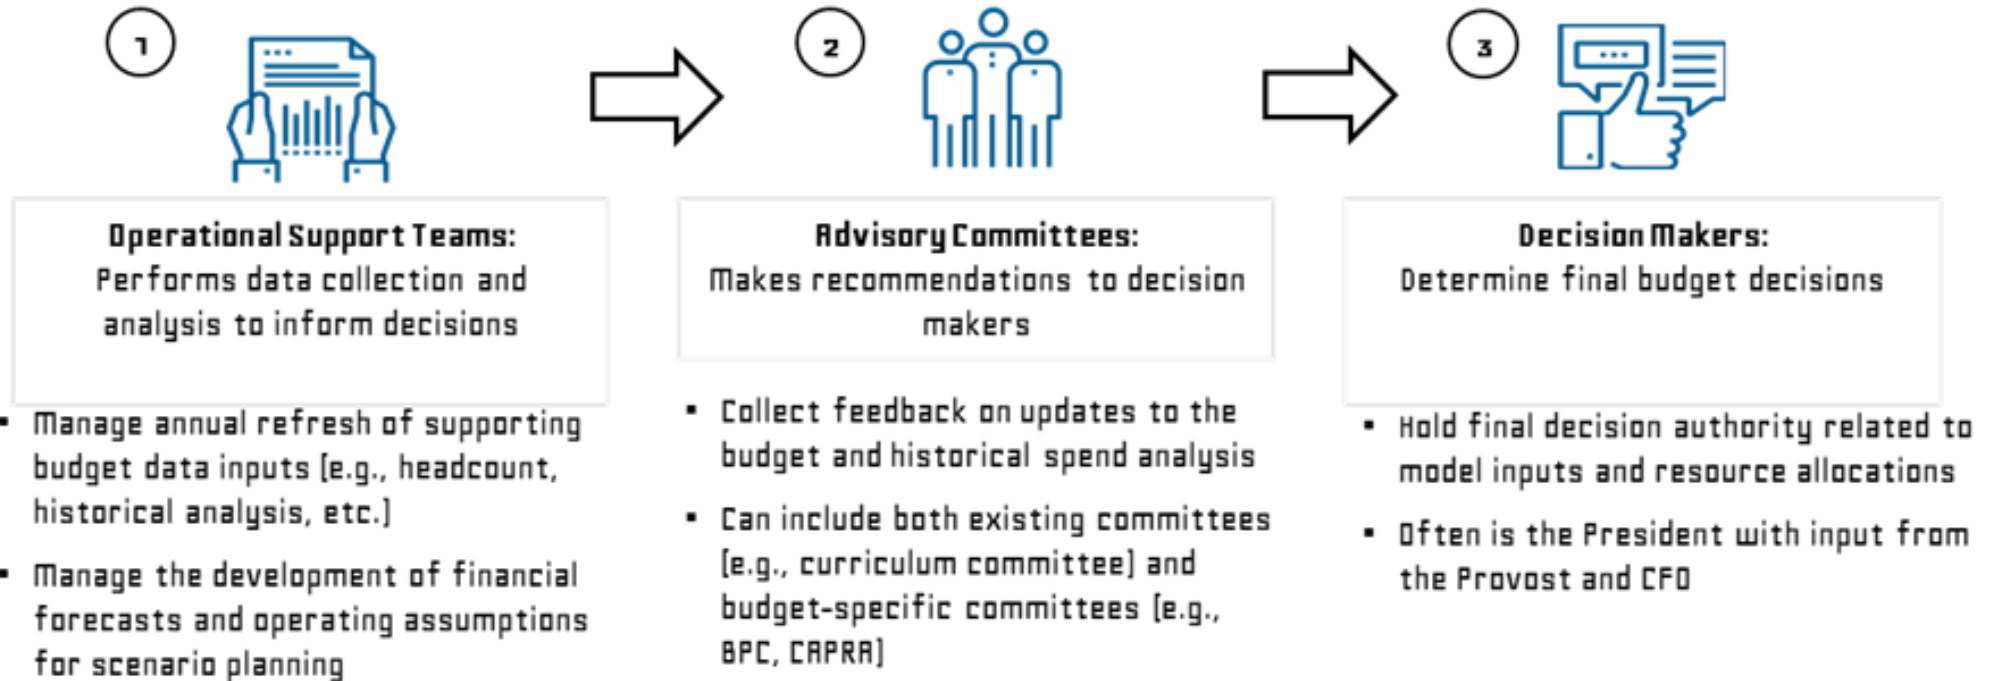 1
Operational Support Teams:
Performs data collection and
analysis to inform decisions
▪ Manage annual refresh of supporting
budget data inputs [e.g., headcount,
historical analysis, etc.]
▪ Manage the development of financial
forecasts and operating assumptions
for scenario planning
2
Advisory Committees:
Makes recommendations to decision
makers
▪ Collect feedback on updates to the
budget and historical spend analysis
▪ Can include both existing committees
[e.g., curriculum committee] and
budget-specific committees [e.g.,
BPC, CAPRA]
3
Decision Makers:
Determine final budget decisions
▪ Hold final decision authority related to
model inputs and resource allocations
▪ Often is the President with input from
the Provost and CFO